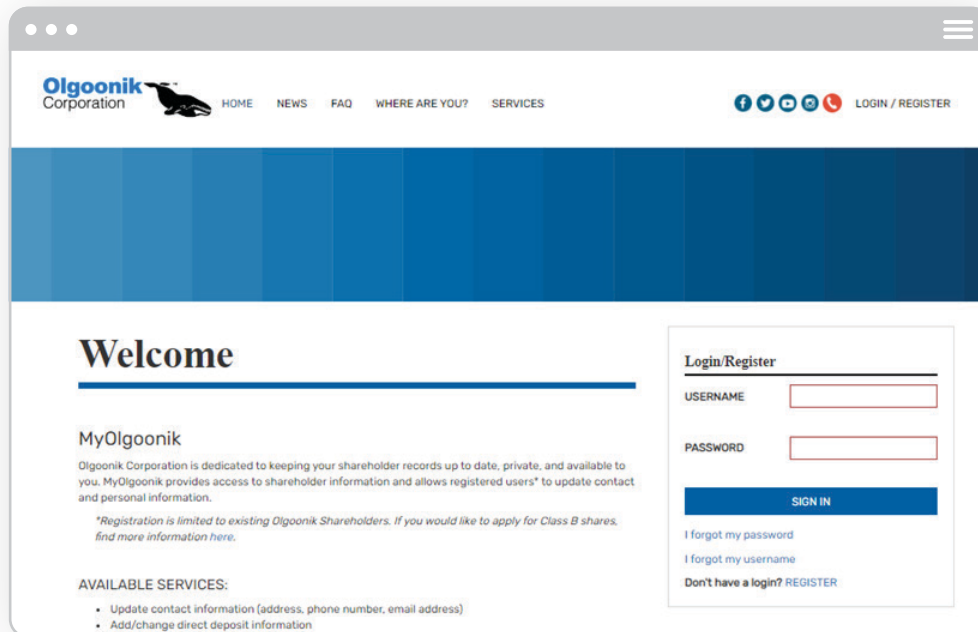 Olgoonik
Corporation
HOME NEWS FAQ WHERE ARE YOU? SERVICES
LOGIN / REGISTER
Welcome
MyOlgoonik
Olgoonik Corporation is dedicated to keeping your shareholder records up to date, private, and available to
you. MyOlgoonik provides access to shareholder information and allows registered users* to update contact
and personal information.
*Registration is limited to existing Olgoonik Shareholders. If you would like to apply for Class B shares,
find more information here.
AVAILABLE SERVICES:
• Update contact information (address, phone number, email address)
• Add/change direct deposit information
Login/Register
USERNAME
PASSWORD
SIGN IN
I forgot my password
I forgot my username
Don't have a login? REGISTER